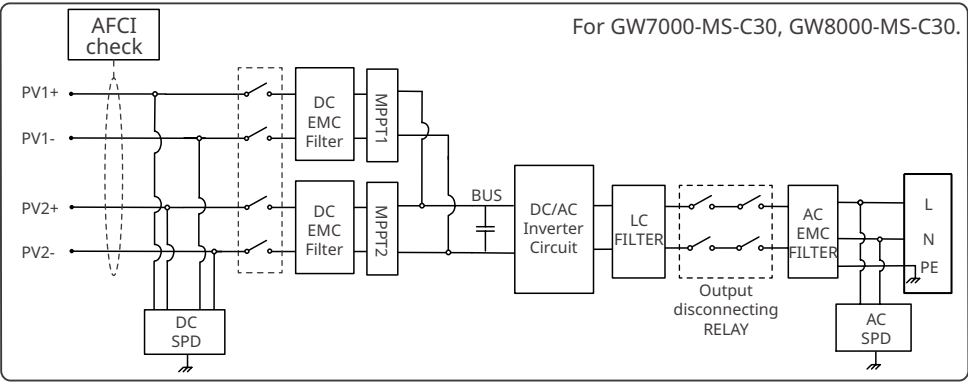 AFCI
check
For GW7000-MS-C30, GW8000-MS-C30.
PV1+
PV1-
PV2+
PV2-
DC
EMC
Filter
MPPT1
DC
EMC
Filter
MPPT2
DC
SPD
BUS
DC/AC
Inverter
Circuit
LC
FILTER
Output
disconnecting
RELAY
AC
EMC
FILTER
L
N
PE
AC
SPD